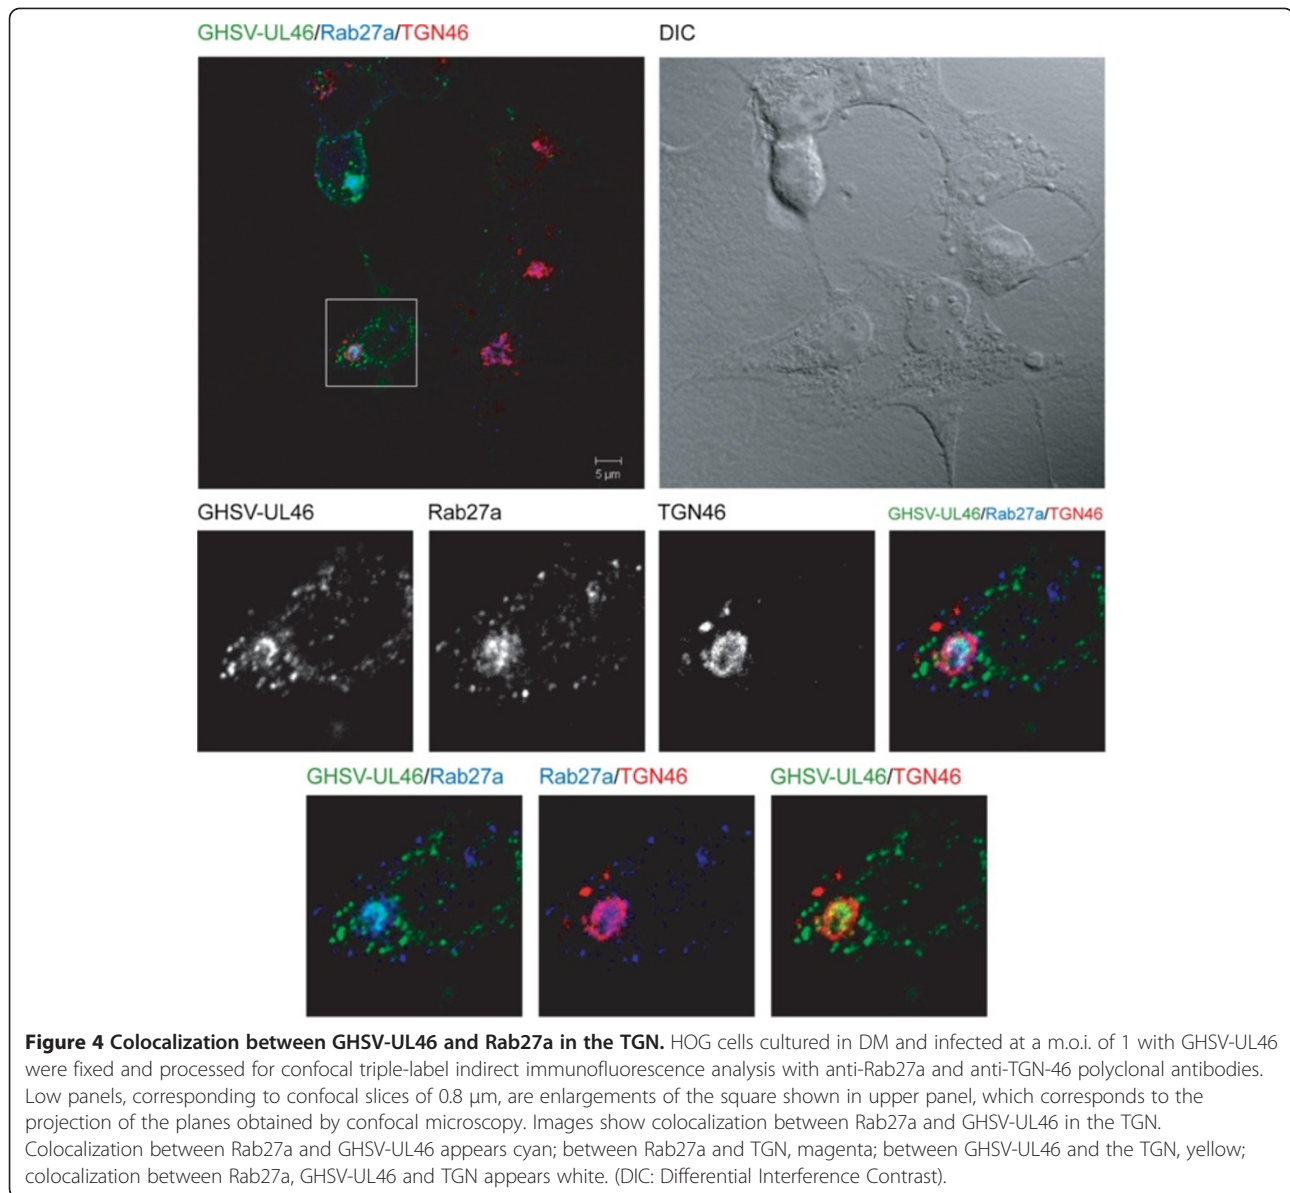 GHSV-UL46/Rab27a/TGN46 DIC
5 µm
GHSV-UL46 Rab27a TGN46 GHSV-UL46/Rab27a/TGN46
GHSV-UL46/Rab27a Rab27a/TGN46 GHSV-UL46/TGN46
Figure 4 Colocalization between GHSV-UL46 and Rab27a in the TGN. HOG cells cultured in DM and infected at a m.o.i. of 1 with GHSV-UL46
were fixed and processed for confocal triple-label indirect immunofluorescence analysis with anti-Rab27a and anti-TGN-46 polyclonal antibodies.
Low panels, corresponding to confocal slices of 0.8 µm, are enlargements of the square shown in upper panel, which corresponds to the
projection of the planes obtained by confocal microscopy. Images show colocalization between Rab27a and GHSV-UL46 in the TGN.
Colocalization between Rab27a and GHSV-UL46 appears cyan; between Rab27a and TGN, magenta; between GHSV-UL46 and the TGN, yellow;
colocalization between Rab27a, GHSV-UL46 and TGN appears white. (DIC: Differential Interference Contrast).